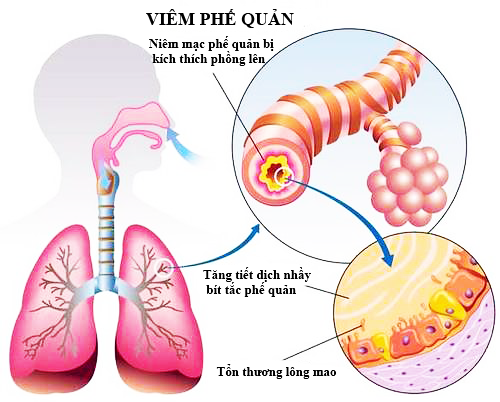 VIÊM PHẾ QUẢN
Niêm mạc phế quản bị
kích thích phồng lên
Tăng tiết dịch nhầy
bít tắc phế quản
Tổn thương lông mao